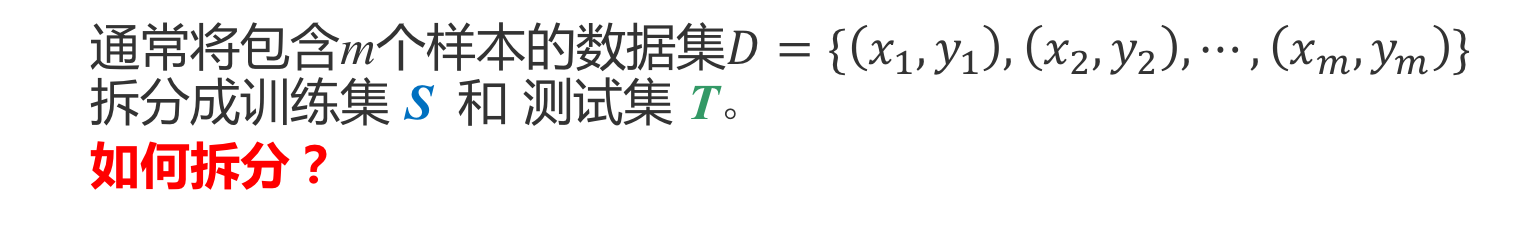 通常将包含m个样本的数据集D = {(x₁, y₁), (x₂, y₂), ⋯ , (xₘ, yₘ)}
拆分成训练集 S 和 测试集 T。
如何拆分？